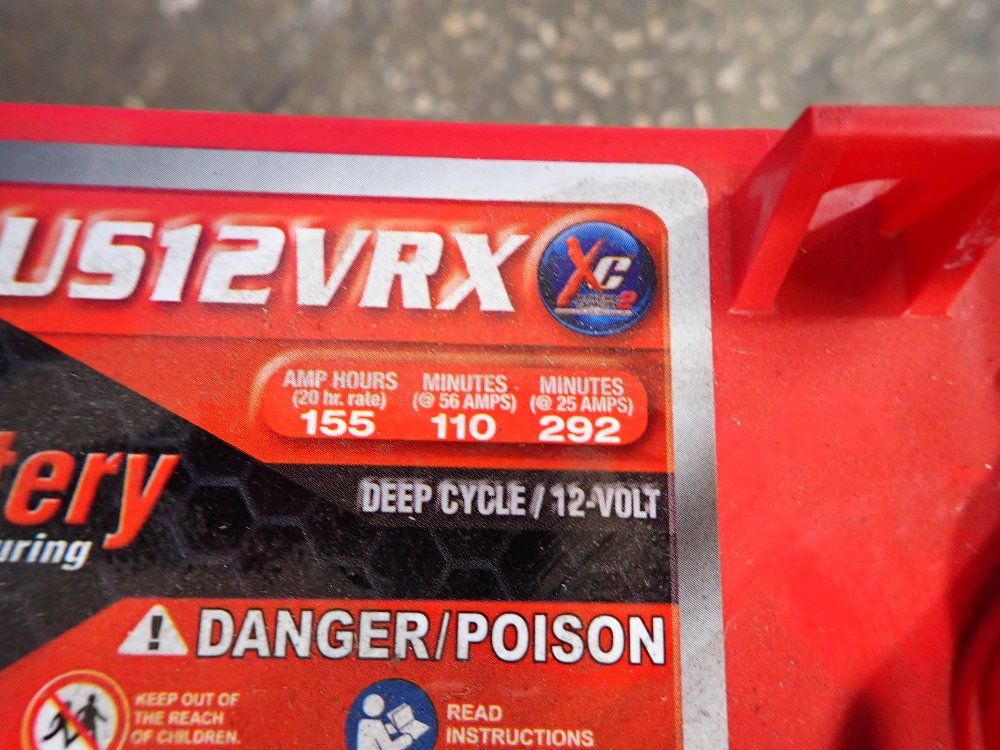 US12VRX
XC
2
AMP HOURS
(20 hr. rate)
155
MINUTES
(@ 56 AMPS)
110
MINUTES
(@ 25 AMPS)
292
tery
uring
DEEP CYCLE / 12-VOLT
DANGER/POISON
KEEP OUT OF
THE REACH
OF CHILDREN.
READ
INSTRUCTIONS